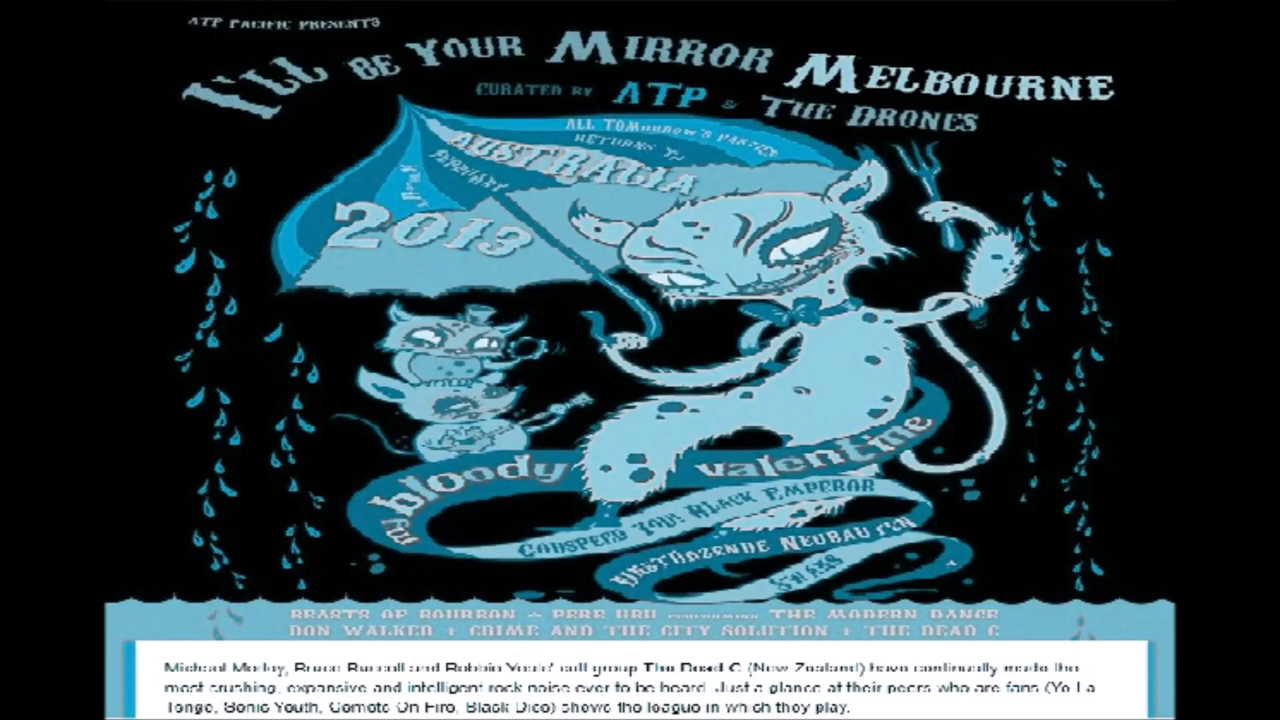 ATP PACIFIC PRESENTS
I'LL BE YOUR MIRROR MELBOURNE
CURATED BY ATP & THE DRONES
ALL TOMORROW'S PARTIES
RETURNS TO
AUSTRALIA
FEBRUARY
2013
my bloody valentine
GODSPEED YOU! BLACK EMPEROR
EINSTÜRZENDE NEUBAUTEN
SWANS
BEASTS OF BOURBON + PERE UBU PERFORMING THE MODERN DANCE
DON WALKER + CRIME AND THE CITY SOLUTION + THE DEAD C
Michael Morley, Bruce Russell and Robbie Yeats' cult group The Dead C (New Zealand) have continually made the
most crushing, expansive and intelligent rock noise ever to be heard. Just a glance at their peers who are fans (Yo La
Tengo, Sonic Youth, Comets On Fire, Black Dice) shows the league in which they play.